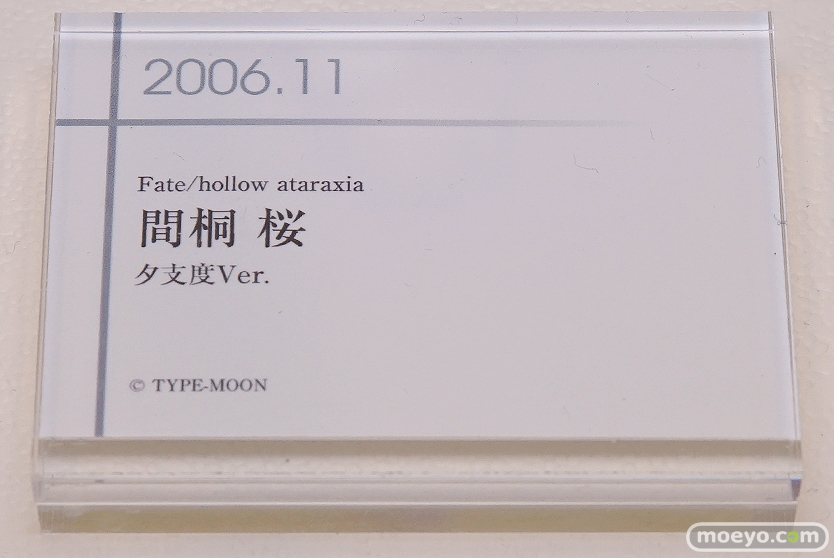 2006.11
Fate/hollow ataraxia
間桐 桜
夕支度Ver.
© TYPE-MOON
moeyo.com